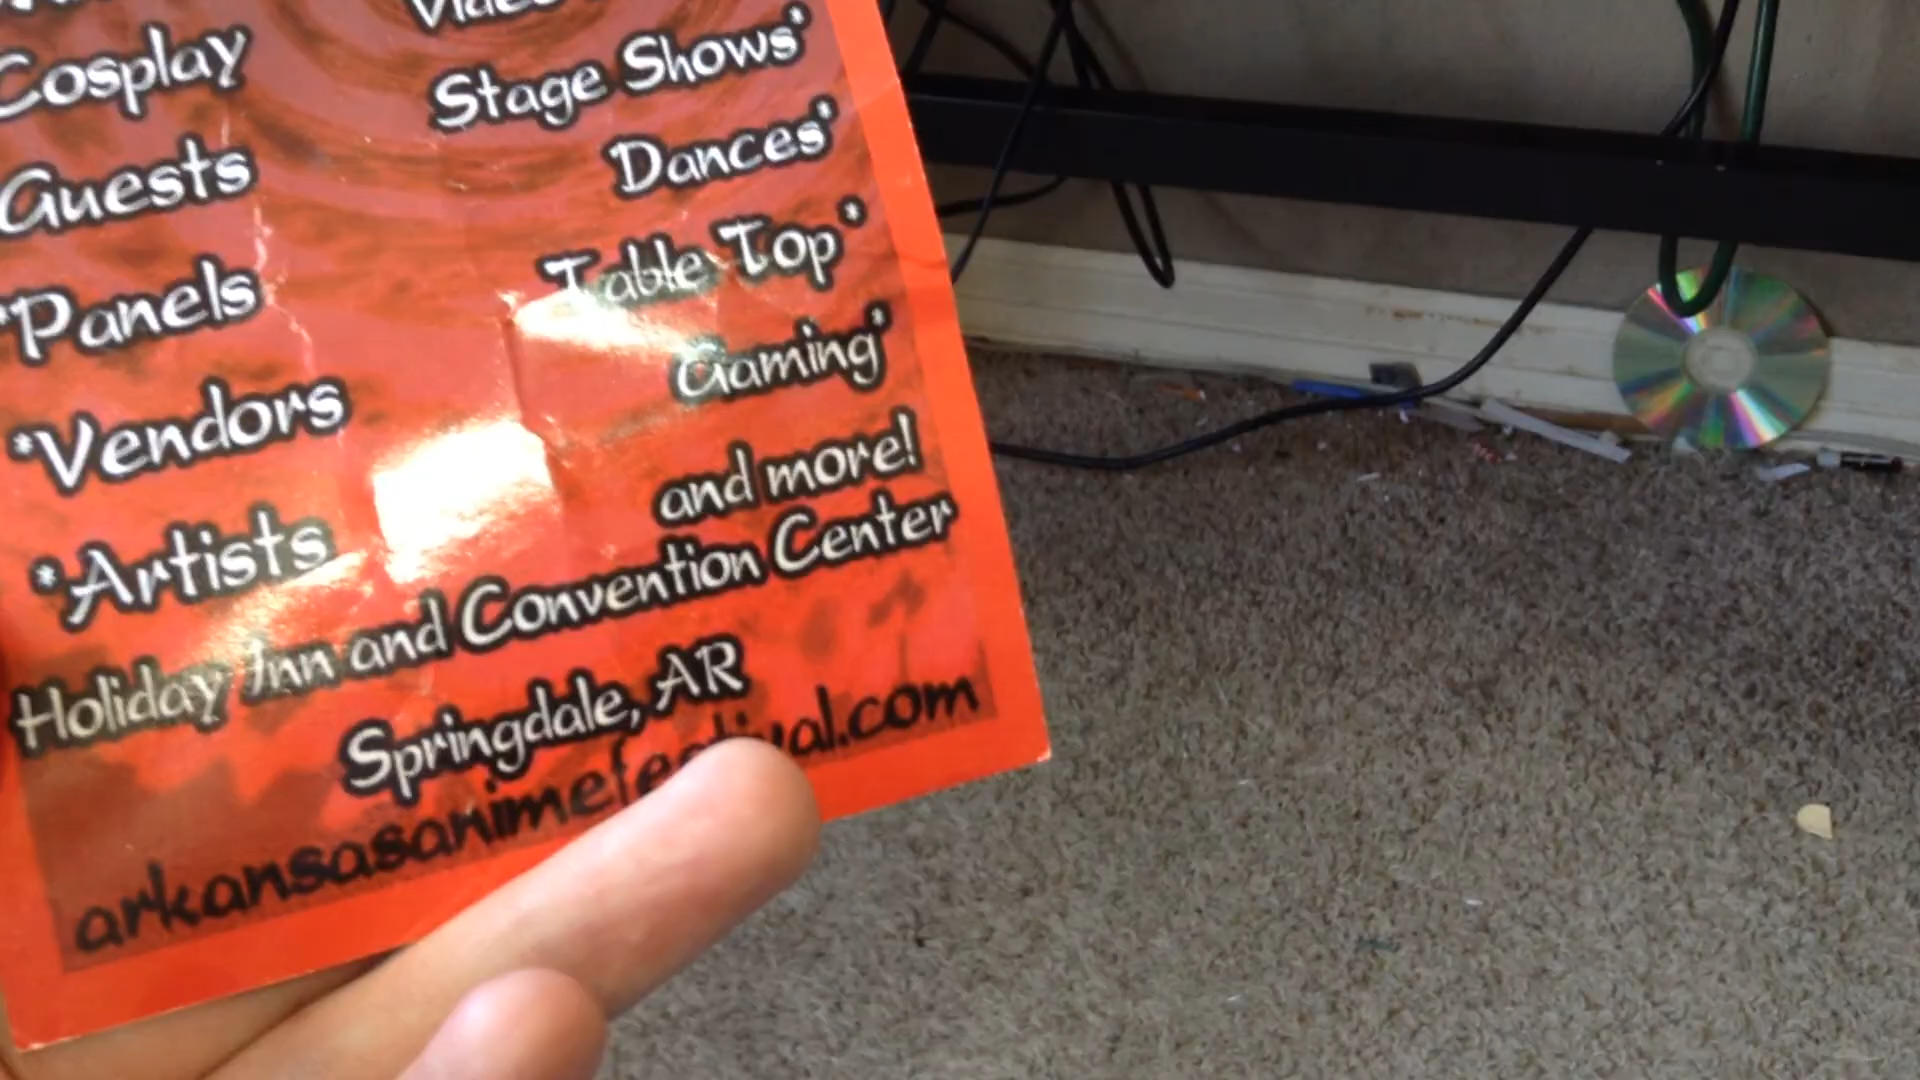 Cosplay
Guests
*Panels
*Vendors
*Artists
Stage Shows*
Dances*
Table Top*
Gaming*
and more!
Holiday Inn and Convention Center
Springdale, AR